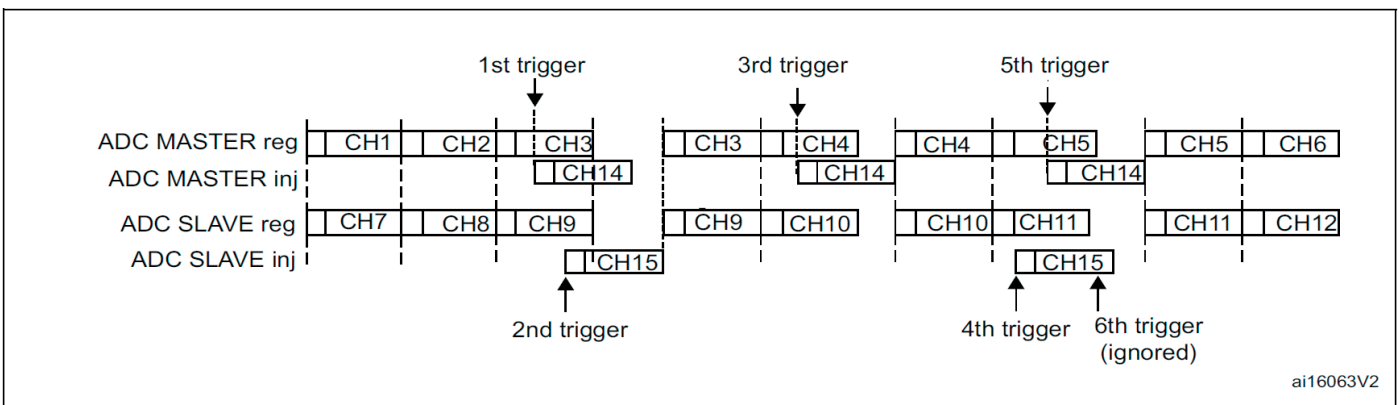 1st trigger 3rd trigger 5th trigger
ADC MASTER reg CH1 CH2 CH3 CH3 CH4 CH4 CH5 CH5 CH6
ADC MASTER inj CH14 CH14 CH14
ADC SLAVE reg CH7 CH8 CH9 CH9 CH10 CH10 CH11 CH11 CH12
ADC SLAVE inj CH15 CH15
2nd trigger 4th trigger 6th trigger
(ignored)
ai16063V2